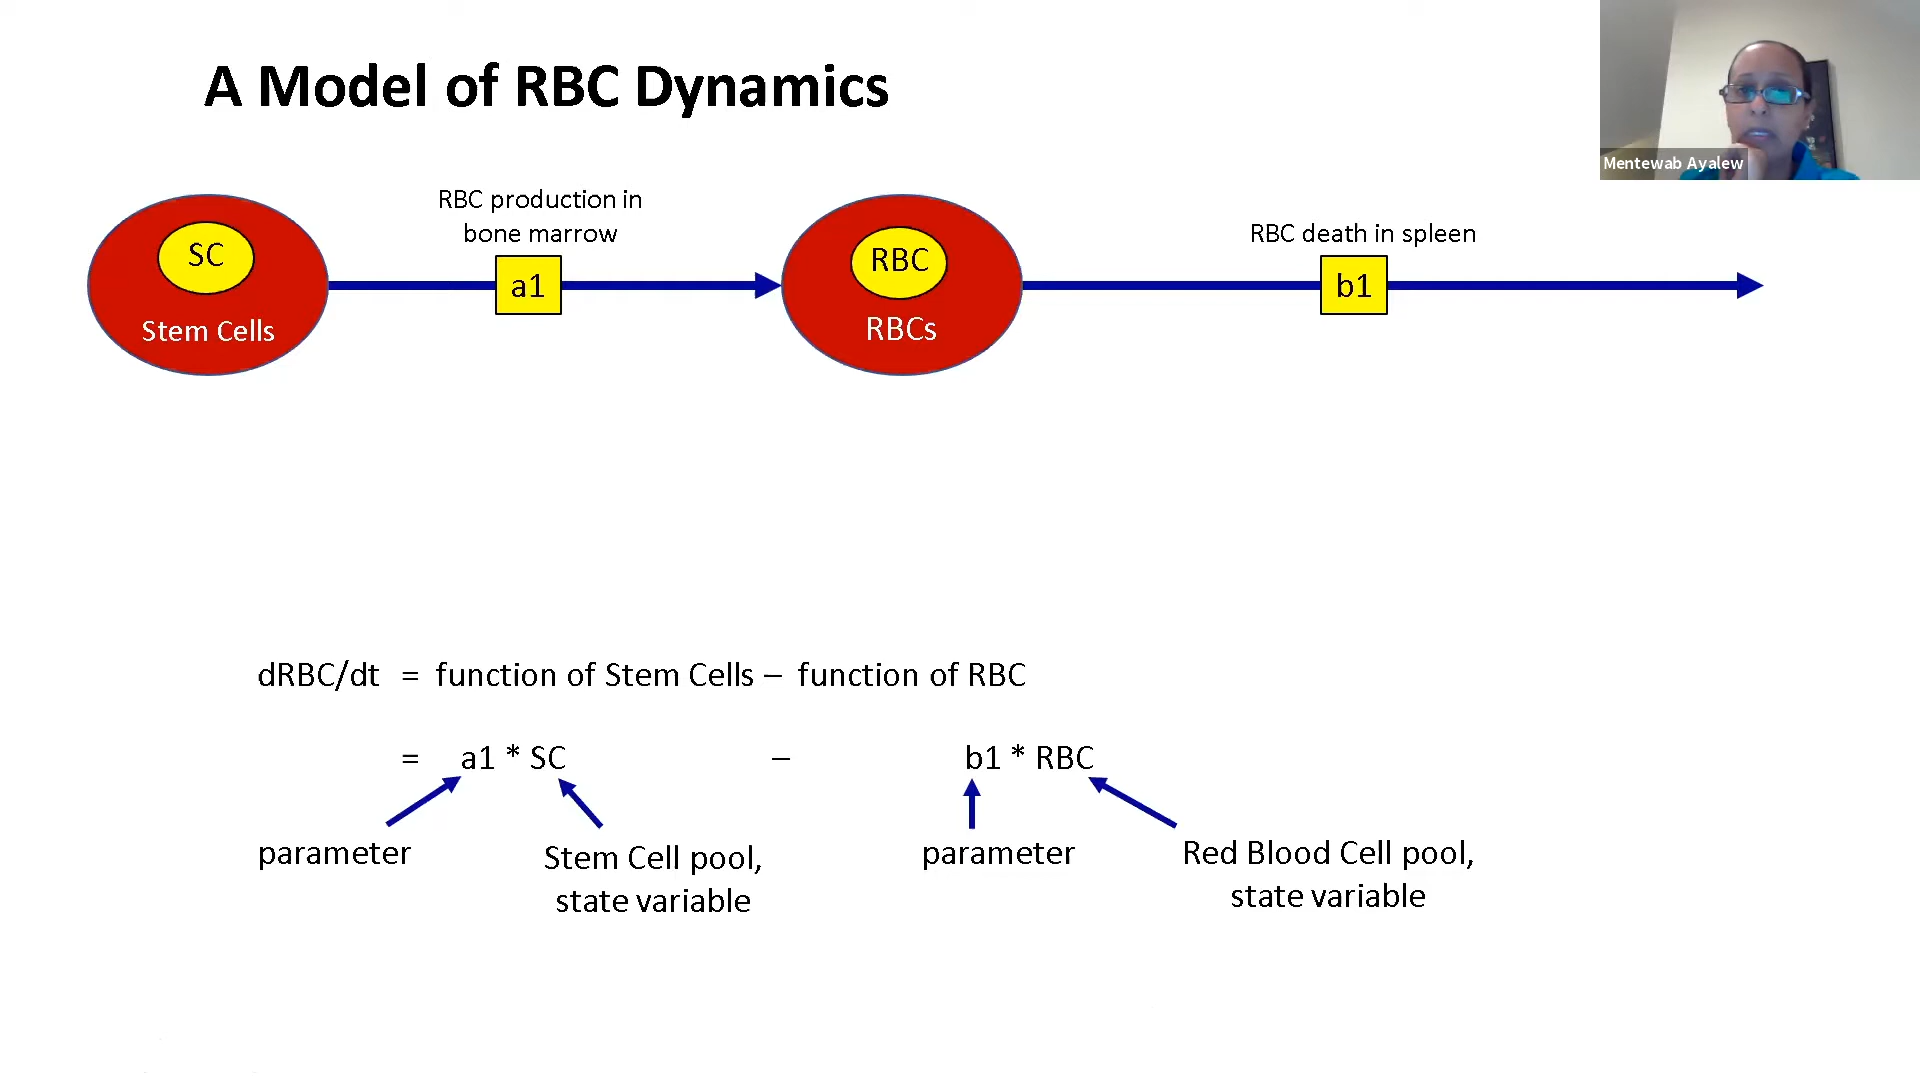 A Model of RBC Dynamics
Mentewab Ayalew
RBC production in
bone marrow
RBC death in spleen
SC
a1
RBC
b1
Stem Cells
RBCs
dRBC/dt = function of Stem Cells – function of RBC
= a1 * SC – b1 * RBC
parameter
Stem Cell pool,
state variable
parameter
Red Blood Cell pool,
state variable